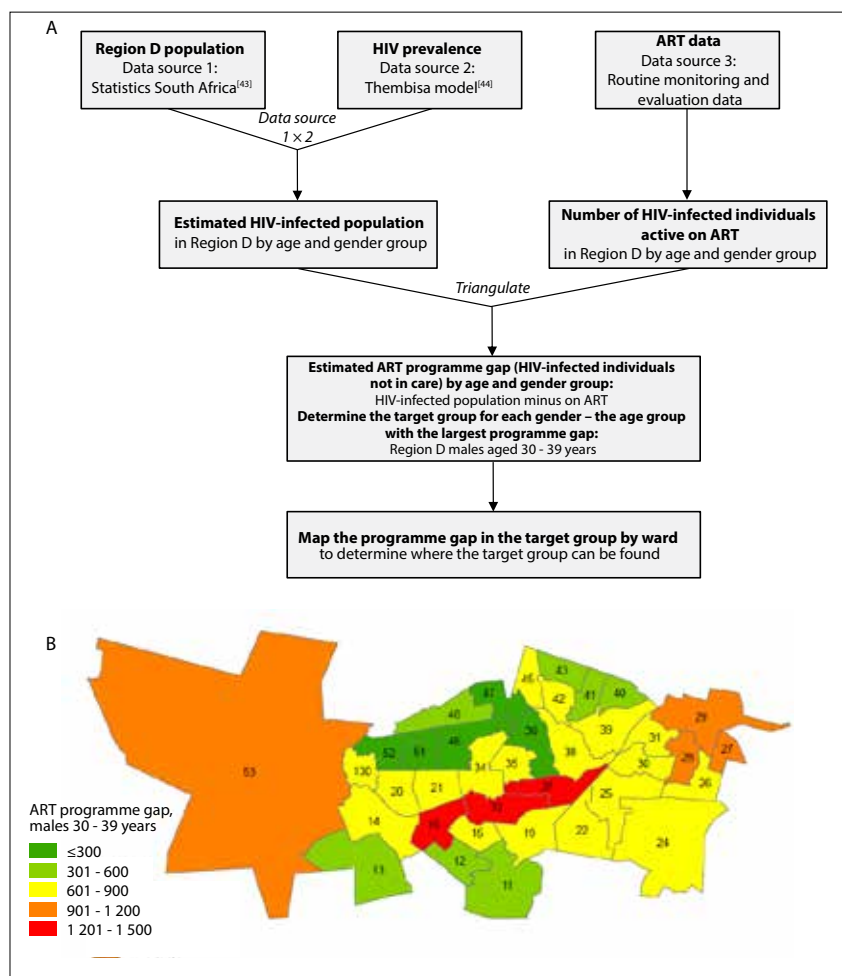 A
Region D population
Data source 1:
Statistics South Africa[43]
HIV prevalence
Data source 2:
Thembisa model[44]
ART data
Data source 3:
Routine monitoring and
evaluation data
Data source
1 × 2
Estimated HIV-infected population
in Region D by age and gender group
Number of HIV-infected individuals
active on ART
in Region D by age and gender group
Triangulate
Estimated ART programme gap (HIV-infected individuals
not in care) by age and gender group:
HIV-infected population minus on ART
Determine the target group for each gender – the age group
with the largest programme gap:
Region D males aged 30 - 39 years
Map the programme gap in the target group by ward
to determine where the target group can be found
B
43
41
40
42
29
39
31
27
38
30
26
52
51
53
130
34
35
20
21
25
14
16
19
22
24
12
13
11
ART programme gap,
males 30 - 39 years
≤300
301 - 600
601 - 900
901 - 1 200
1 201 - 1 500